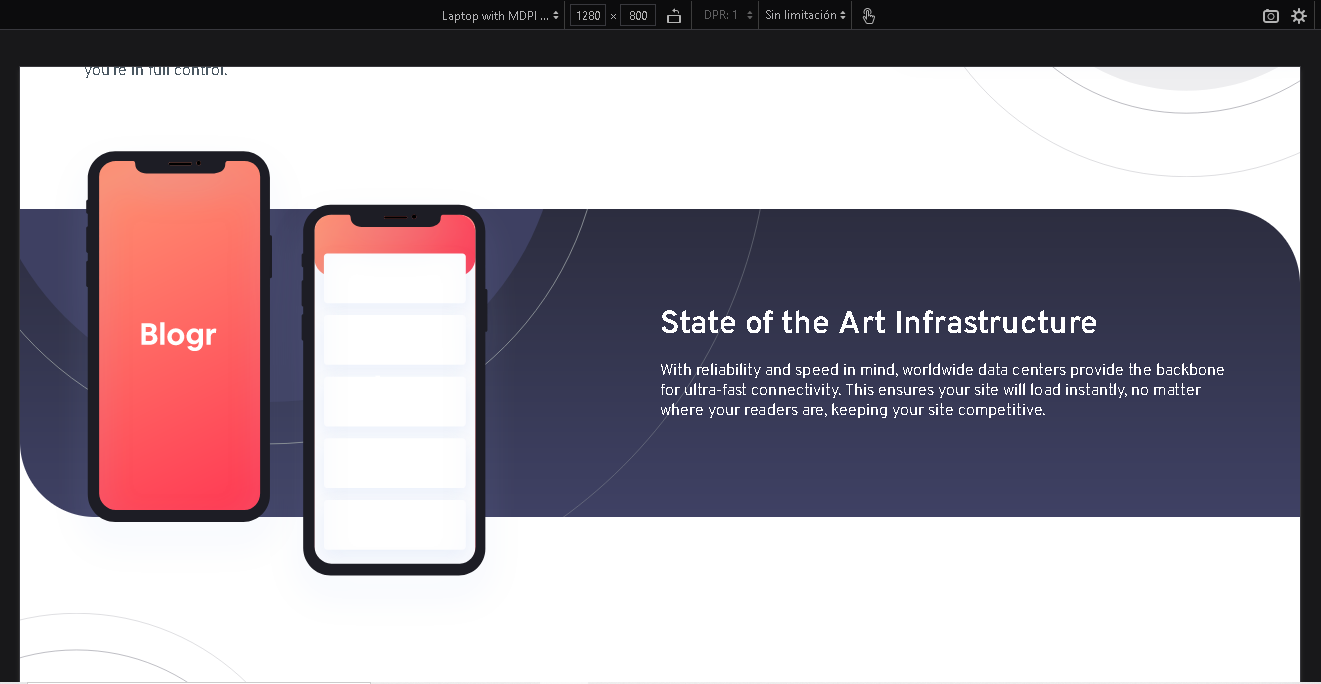 Laptop with MDPI ... 1280 × 800 DPR: 1 Sin limitación
you're in full control.
Blogr
State of the Art Infrastructure
With reliability and speed in mind, worldwide data centers provide the backbone
for ultra-fast connectivity. This ensures your site will load instantly, no matter
where your readers are, keeping your site competitive.